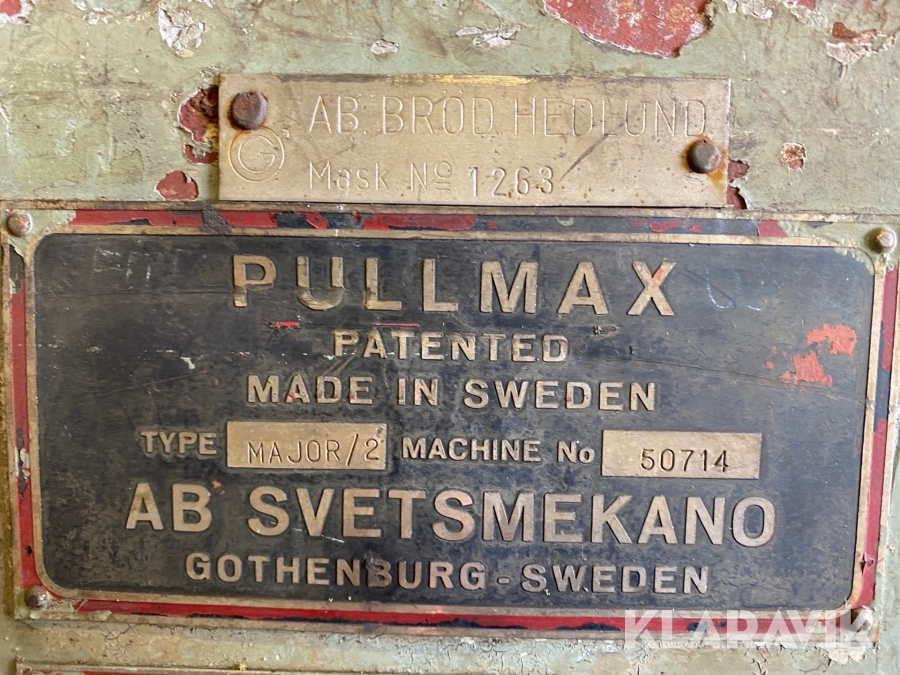 AB. BRÖD. HEDLUND
G Mask. No 1263
PULLMAX
PATENTED
MADE IN SWEDEN
TYPE MAJOR/2 MACHINE No 50714
AB SVETSMEKANO
GOTHENBURG-SWEDEN
KLARAVIK